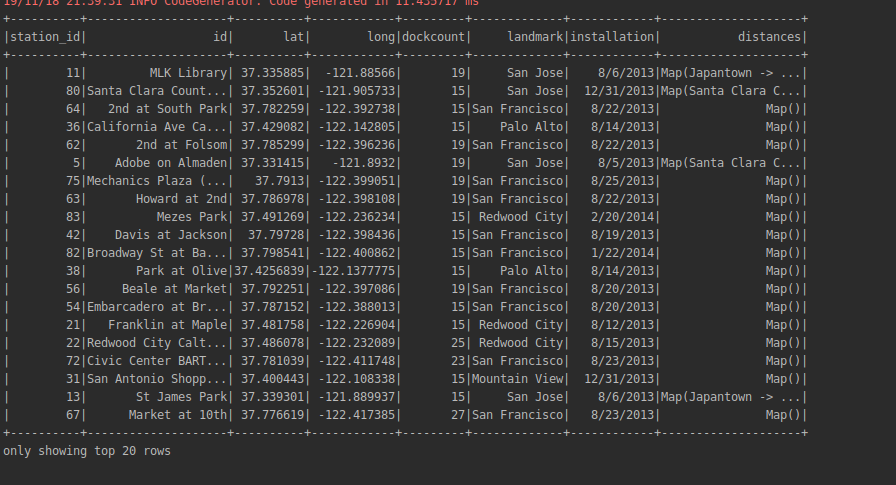 19/11/18 21:39:31 INFO CodeGenerator: Code generated in 11.435717 ms
+----------+--------------------+----------+------------+---------+-------------+------------+--------------------+
|station_id|                  id|       lat|        long|dockcount|     landmark|installation|           distances|
+----------+--------------------+----------+------------+---------+-------------+------------+--------------------+
|        11|         MLK Library| 37.335885|  -121.88566|       19|     San Jose|    8/6/2013|Map(Japantown -> ...|
|        80|Santa Clara Count...| 37.352601| -121.905733|       15|     San Jose|  12/31/2013|Map(Santa Clara C...|
|        64|   2nd at South Park| 37.782259| -122.392738|       15|San Francisco|   8/22/2013|               Map()|
|        36|California Ave Ca...| 37.429082| -122.142805|       15|    Palo Alto|   8/14/2013|               Map()|
|        62|       2nd at Folsom| 37.785299| -122.396236|       19|San Francisco|   8/22/2013|               Map()|
|         5|    Adobe on Almaden| 37.331415|   -121.8932|       19|     San Jose|    8/5/2013|Map(Santa Clara C...|
|        75|Mechanics Plaza (...|   37.7913| -122.399051|       19|San Francisco|   8/25/2013|               Map()|
|        63|       Howard at 2nd| 37.786978| -122.398108|       19|San Francisco|   8/22/2013|               Map()|
|        83|          Mezes Park| 37.491269| -122.236234|       15| Redwood City|   2/20/2014|               Map()|
|        42|    Davis at Jackson|  37.79728| -122.398436|       15|San Francisco|   8/19/2013|               Map()|
|        82|Broadway St at Ba...| 37.798541| -122.400862|       15|San Francisco|   1/22/2014|               Map()|
|        38|       Park at Olive|37.4256839|-122.1377775|       15|    Palo Alto|   8/14/2013|               Map()|
|        56|     Beale at Market| 37.792251| -122.397086|       19|San Francisco|   8/20/2013|               Map()|
|        54|Embarcadero at Br...| 37.787152| -122.388013|       15|San Francisco|   8/20/2013|               Map()|
|        21|   Franklin at Maple| 37.481758| -122.226904|       15| Redwood City|   8/12/2013|               Map()|
|        22|Redwood City Calt...| 37.486078| -122.232089|       25| Redwood City|   8/15/2013|               Map()|
|        72|Civic Center BART...| 37.781039| -122.411748|       23|San Francisco|   8/23/2013|               Map()|
|        31|San Antonio Shopp...| 37.400443| -122.108338|       15|Mountain View|  12/31/2013|               Map()|
|        13|       St James Park| 37.339301| -121.889937|       15|     San Jose|    8/6/2013|Map(Japantown -> ...|
|        67|      Market at 10th| 37.776619| -122.417385|       27|San Francisco|   8/23/2013|               Map()|
+----------+--------------------+----------+------------+---------+-------------+------------+--------------------+
only showing top 20 rows